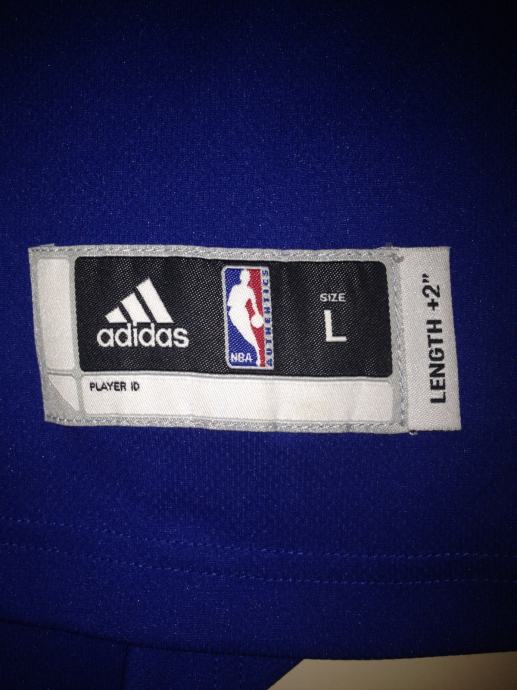 adidas
NBA
AUTHENTICS
SIZE
L
PLAYER ID
LENGTH +2"